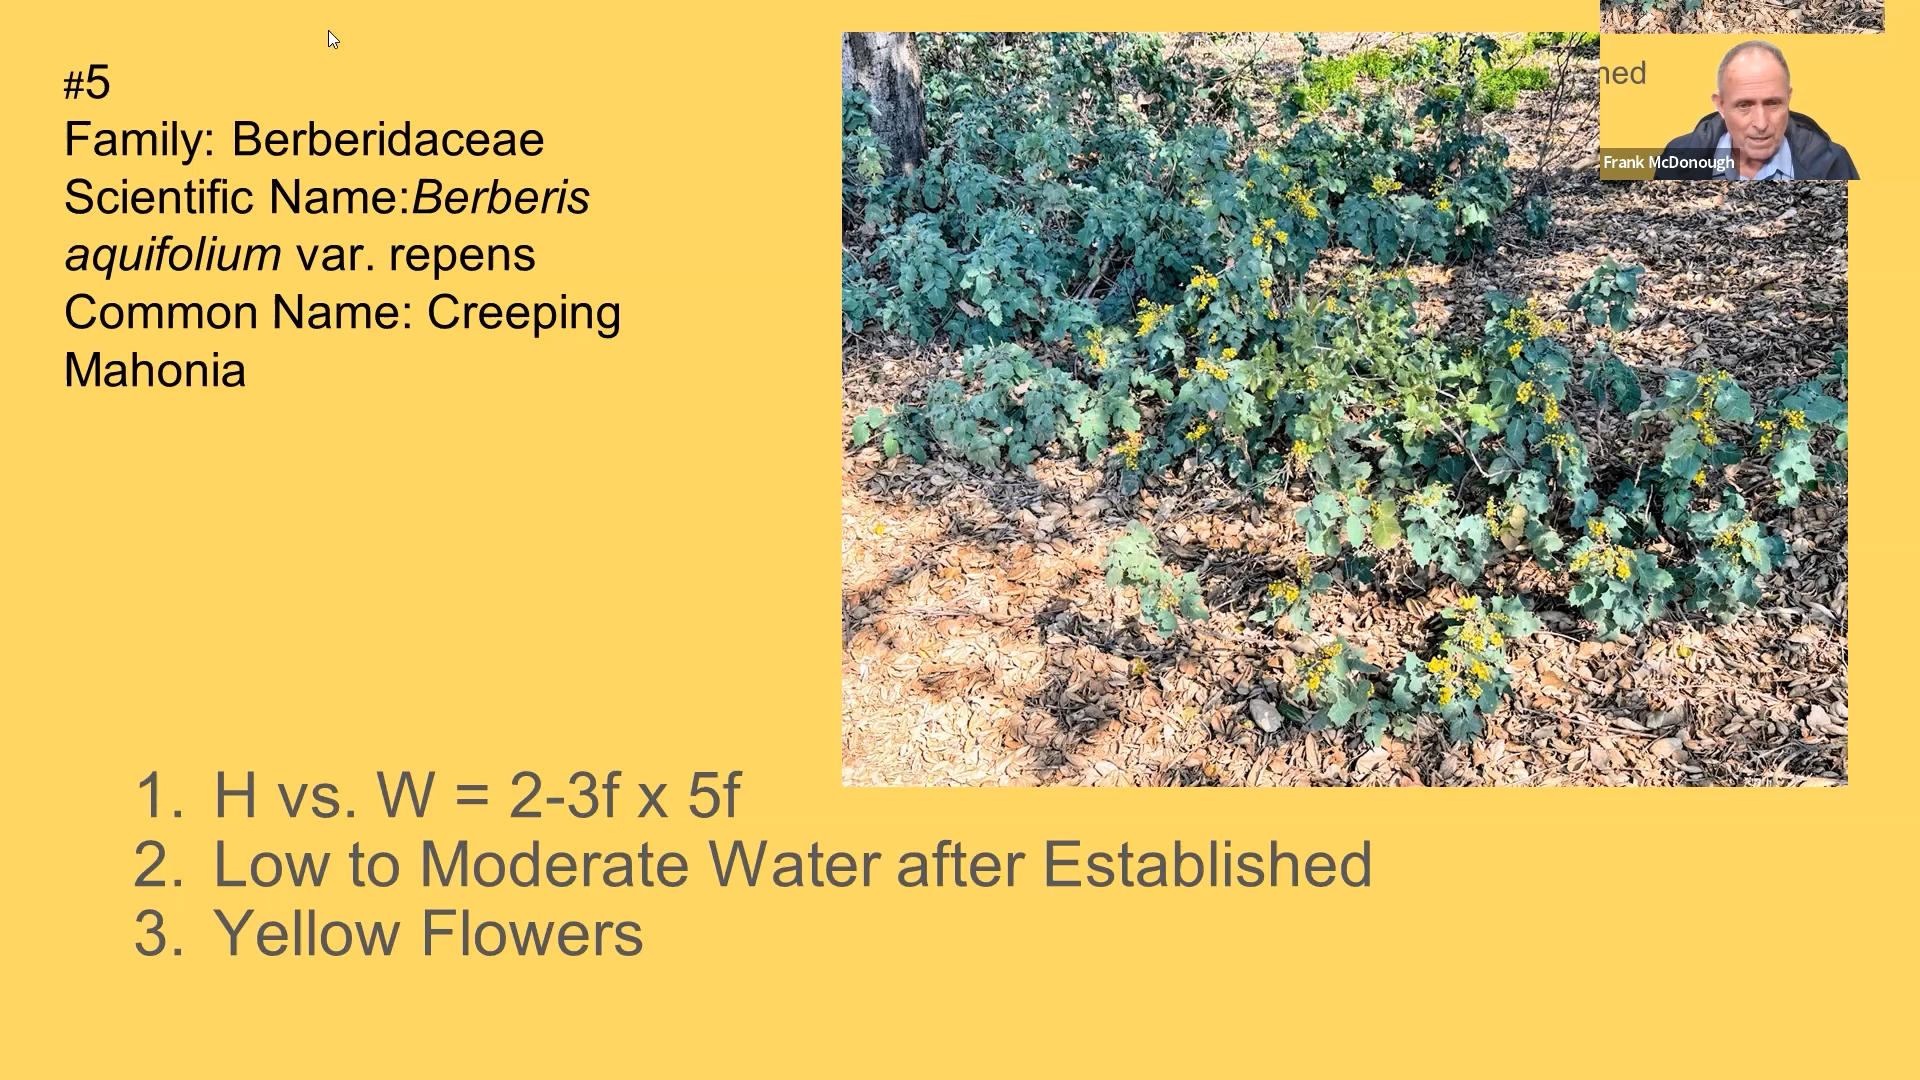 #5
Family: Berberidaceae
Scientific Name:Berberis
aquifolium var. repens
Common Name: Creeping
Mahonia
ned
Frank McDonough
1. H vs. W = 2-3f x 5f
2. Low to Moderate Water after Established
3. Yellow Flowers